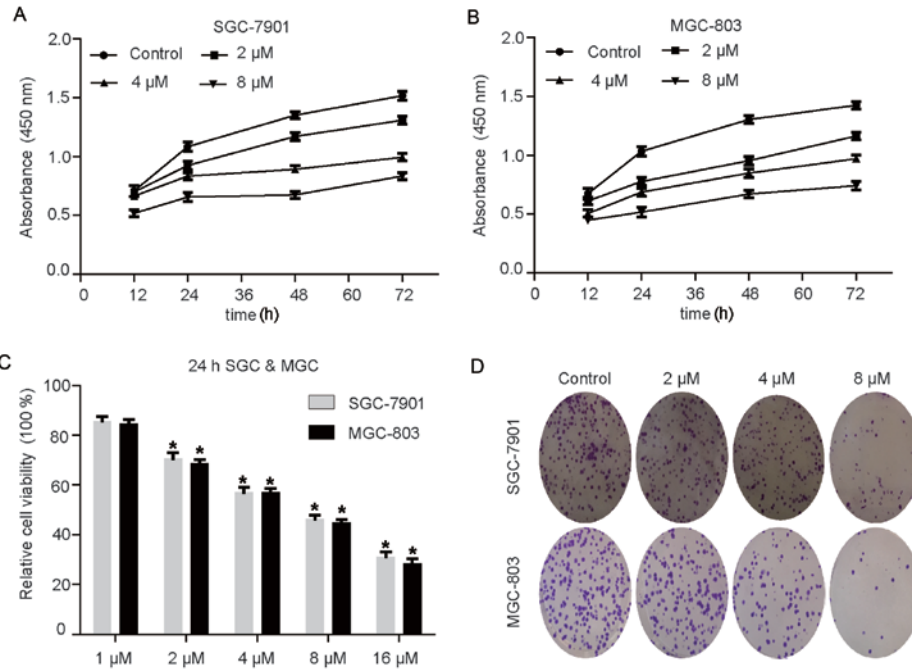 A
SGC-7901
Control
2 µM
4 µM
8 µM
Absorbance (450 nm)
2.0
1.5
1.0
0.5
0.0
0 12 24 36 48 60 72
time (h)
B
MGC-803
Control
2 µM
4 µM
8 µM
Absorbance (450 nm)
2.0
1.5
1.0
0.5
0.0
0 12 24 36 48 60 72
time (h)
C
24 h SGC & MGC
SGC-7901
MGC-803
Relative cell viability (100 %)
100
80
60
40
20
0
* *
* *
* *
* *
1 µM 2 µM 4 µM 8 µM 16 µM
D
Control 2 µM 4 µM 8 µM
SGC-7901
MGC-803